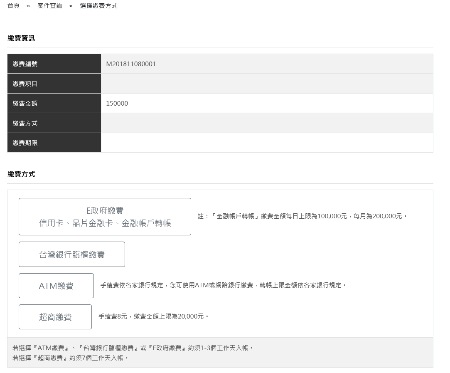 首頁 » 案件查詢 » 選擇繳費方式
繳費資訊
繳費編號 M201811080001
繳費項目
繳費金額 150000
繳費方式
繳費期限
繳費方式
E政府繳費
信用卡、晶片金融卡、金融帳戶轉帳
註：「金融帳戶轉帳」繳費金額每日上限為100,000元，每月為200,000元。
台灣銀行臨櫃繳費
ATM繳費 手續費依各家銀行規定，您可使用ATM或網路銀行繳費，轉帳上限金額依各家銀行規定。
超商繳費 手續費8元，繳費金額上限為20,000元。
若選擇『ATM繳費』、『台灣銀行臨櫃繳費』或『E政府繳費』約須1-3個工作天入帳。
若選擇『超商繳費』約須7個工作天入帳。